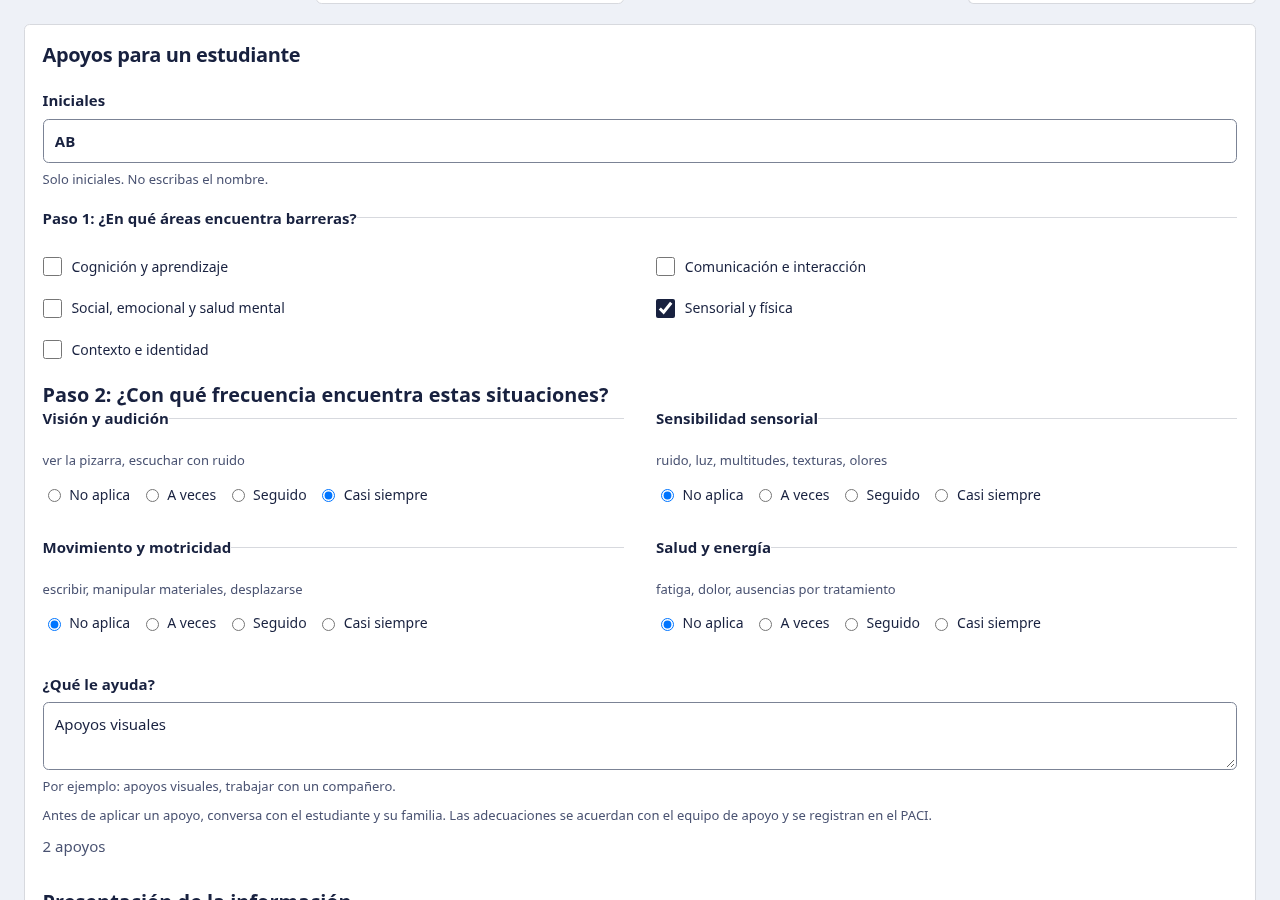 Apoyos para un estudiante
Iniciales
AB
Solo iniciales. No escribas el nombre.
Paso 1: ¿En qué áreas encuentra barreras?
Cognición y aprendizaje
Comunicación e interacción
Social, emocional y salud mental
Sensorial y física
Contexto e identidad
Paso 2: ¿Con qué frecuencia encuentra estas situaciones?
Visión y audición
ver la pizarra, escuchar con ruido
No aplica A veces Seguido Casi siempre
Sensibilidad sensorial
ruido, luz, multitudes, texturas, olores
No aplica A veces Seguido Casi siempre
Movimiento y motricidad
escribir, manipular materiales, desplazarse
No aplica A veces Seguido Casi siempre
Salud y energía
fatiga, dolor, ausencias por tratamiento
No aplica A veces Seguido Casi siempre
¿Qué le ayuda?
Apoyos visuales
Por ejemplo: apoyos visuales, trabajar con un compañero.
Antes de aplicar un apoyo, conversa con el estudiante y su familia. Las adecuaciones se acuerdan con el equipo de apoyo y se registran en el PACI.
2 apoyos
Presentación de la información